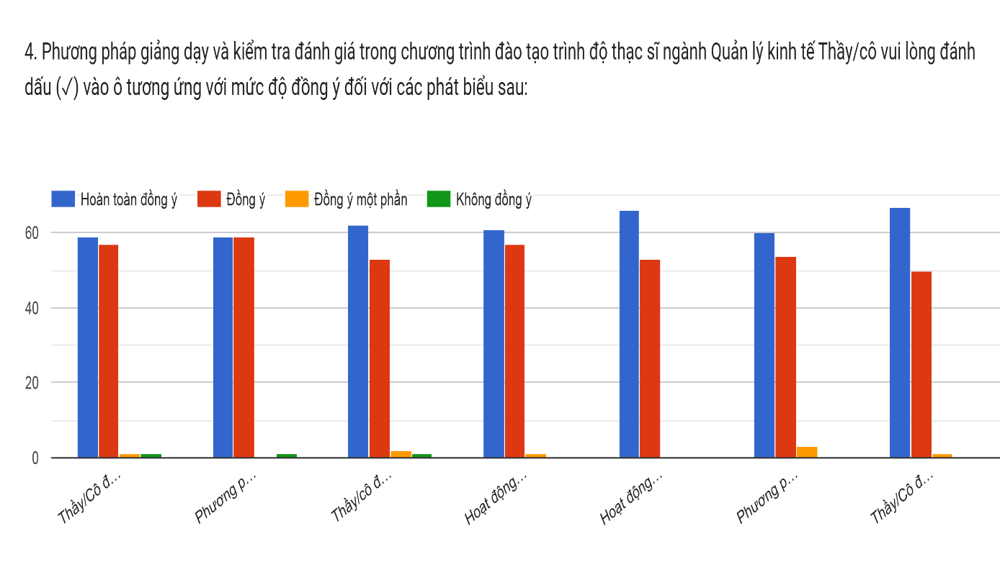 4. Phương pháp giảng dạy và kiểm tra đánh giá trong chương trình đào tạo trình độ thạc sĩ ngành Quản lý kinh tế Thầy/cô vui lòng đánh
dấu (√) vào ô tương ứng với mức độ đồng ý đối với các phát biểu sau:
Hoàn toàn đồng ý Đồng ý Đồng ý một phần Không đồng ý
60
40
20
0
Thầy/Cô đ...
Phương p...
Thầy/cô đ...
Hoạt động...
Hoạt động...
Phương p...
Thầy/Cô đ...